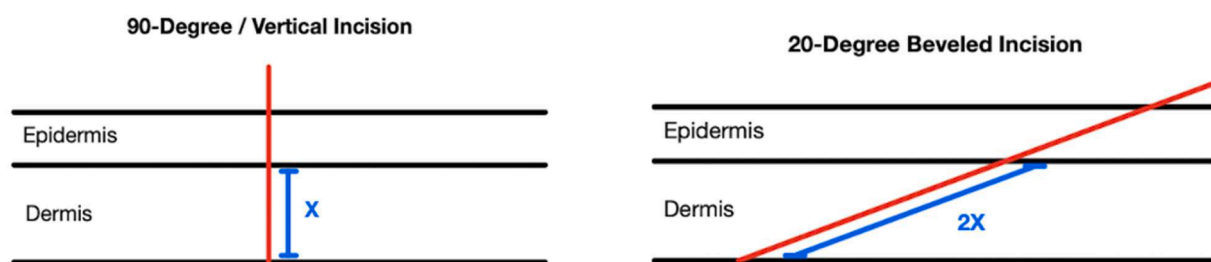 90-Degree / Vertical Incision
Epidermis
Dermis
X
20-Degree Beveled Incision
Epidermis
Dermis
2X